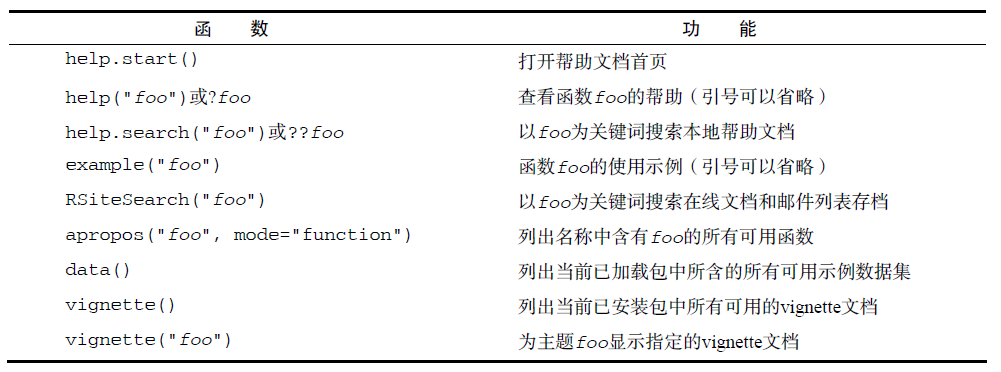 函 数 功 能
help.start() 打开帮助文档首页
help("foo")或?foo 查看函数foo的帮助（引号可以省略）
help.search("foo")或??foo 以foo为关键词搜索本地帮助文档
example("foo") 函数foo的使用示例（引号可以省略）
RSiteSearch("foo") 以foo为关键词搜索在线文档和邮件列表存档
apropos("foo", mode="function") 列出名称中含有foo的所有可用函数
data() 列出当前已加载包中所含的所有可用示例数据集
vignette() 列出当前已安装包中所有可用的vignette文档
vignette("foo") 为主题foo显示指定的vignette文档